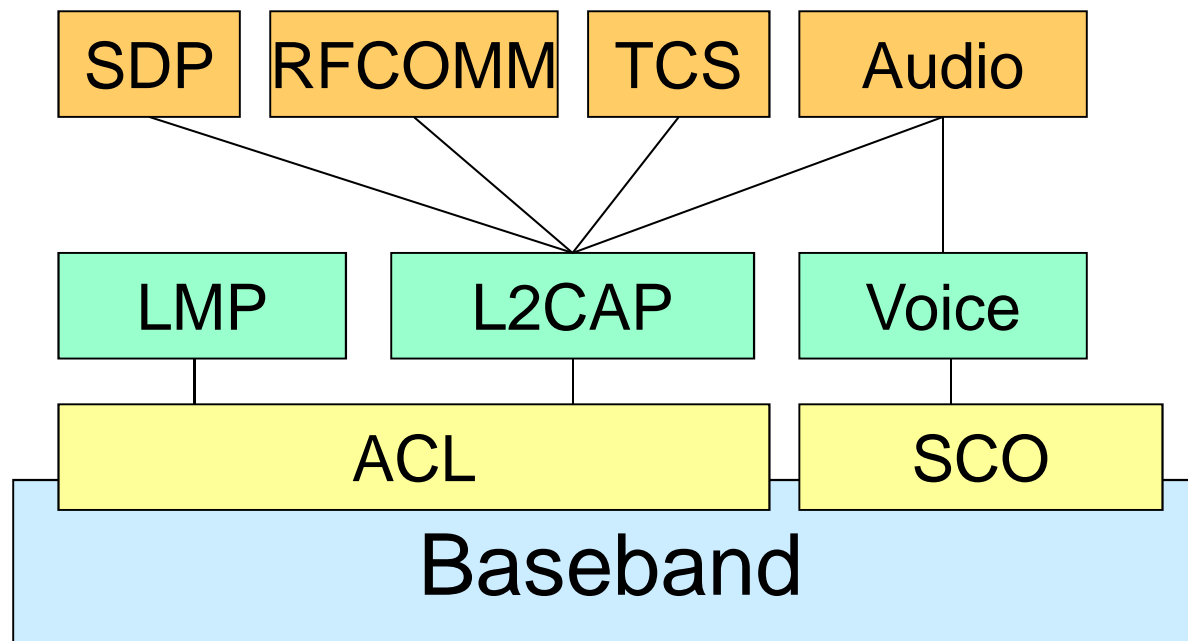 SDP
RFCOMM
TCS
Audio
LMP
L2CAP
Voice
ACL
SCO
Baseband